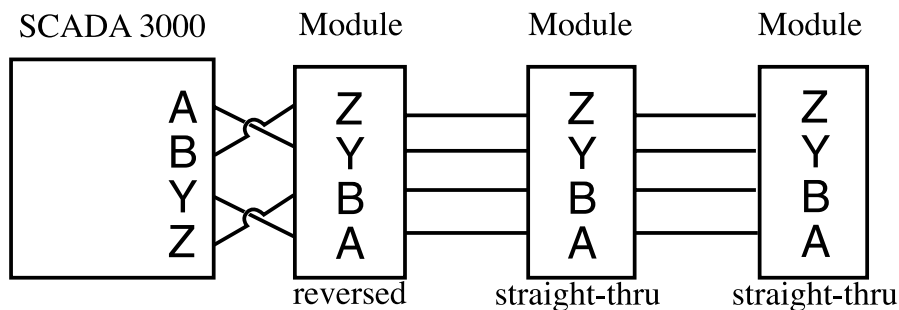 SCADA 3000
Module
Module
Module
A
B
Y
Z
Z
Y
B
A
Z
Y
B
A
Z
Y
B
A
reversed
straight-thru
straight-thru